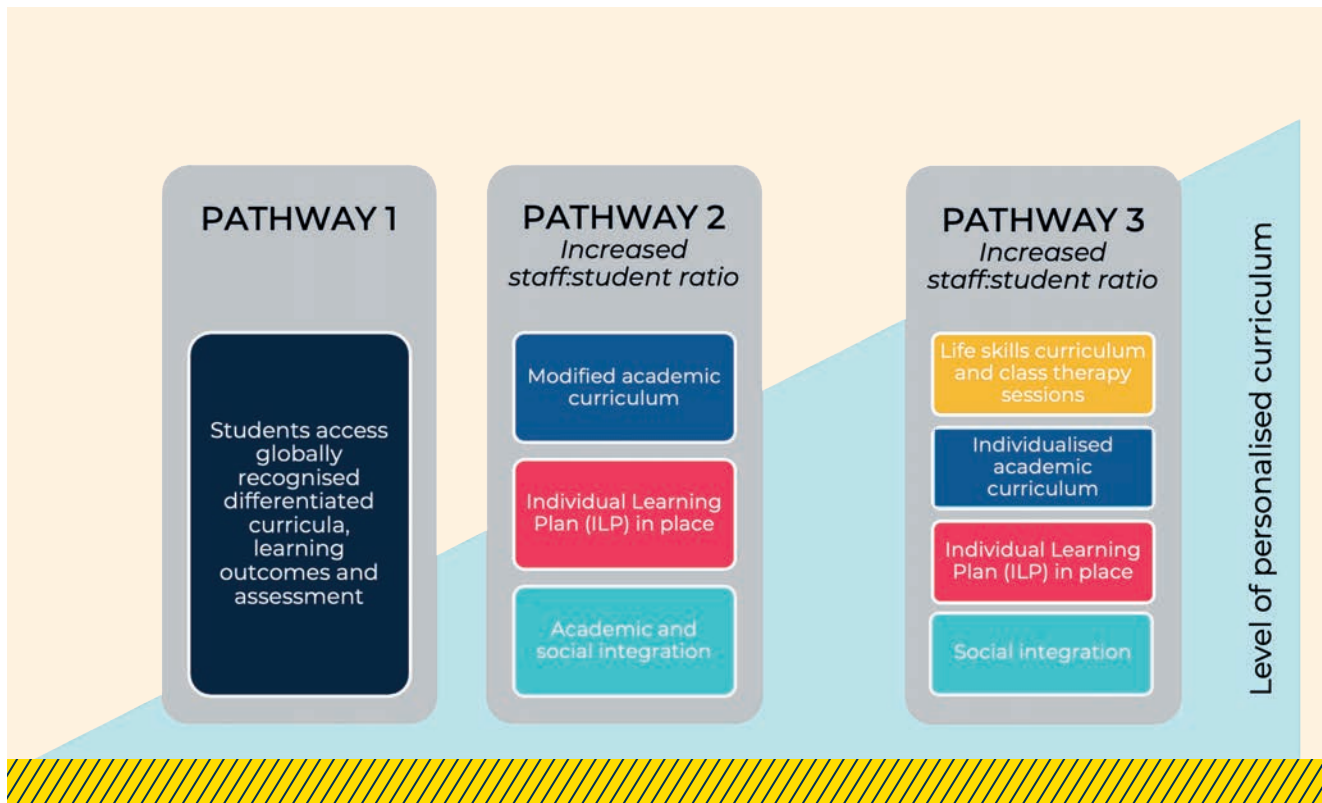 PATHWAY 1
Students access
globally
recognised
differentiated
curricula,
learning
outcomes and
assessment
PATHWAY 2
Increased
staff:student ratio
Modified academic
curriculum
Individual Learning
Plan (ILP) in place
Academic and
social integration
PATHWAY 3
Increased
staff:student ratio
Life skills curriculum
and class therapy
sessions
Individualised
academic
curriculum
Individual Learning
Plan (ILP) in place
Social integration
Level of personalised curriculum